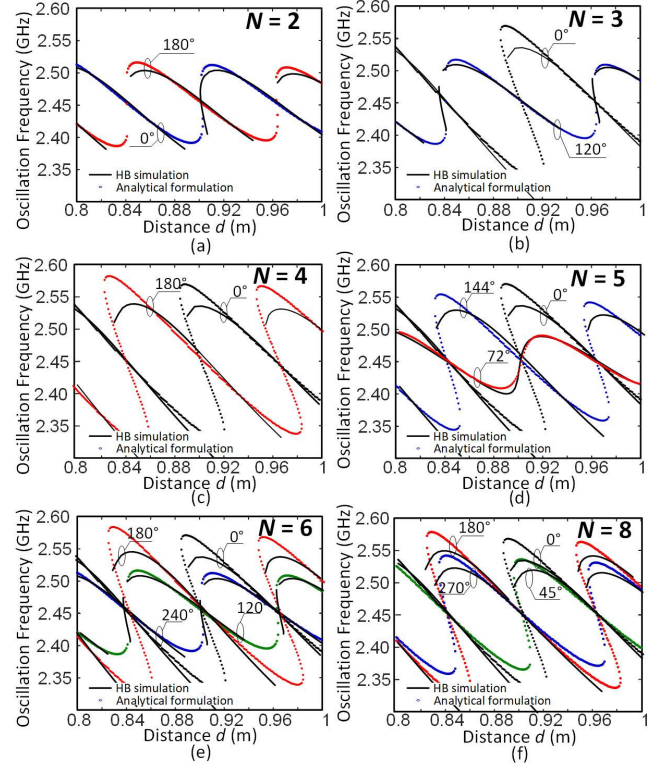 Oscillation Frequency (GHz)
2.60
2.55
2.50
2.45
2.40
2.35
N = 2
180°
0°
HB simulation
Analytical formulation
0.8 0.84 0.88 0.92 0.96 1
Distance d (m)
(a)
Oscillation Frequency (GHz)
2.55
2.50
2.45
2.40
2.35
N = 3
0°
120°
HB simulation
Analytical formulation
0.8 0.84 0.88 0.92 0.96 1
Distance d (m)
(b)
Oscillation Frequency (GHz)
2.60
2.55
2.50
2.45
2.40
2.35
N = 4
180° 0°
HB simulation
Analytical formulation
0.8 0.84 0.88 0.92 0.96 1
Distance d (m)
(c)
Oscillation Frequency (GHz)
2.60
2.55
2.50
2.45
2.40
2.35
N = 5
144° 0°
72°
HB simulation
Analytical formulation
0.8 0.84 0.88 0.92 0.96 1
Distance d (m)
(d)
Oscillation Frequency (GHz)
2.60
2.55
2.50
2.45
2.40
2.35
N = 6
180° 0°
240° 120
HB simulation
Analytical formulation
0.8 0.84 0.88 0.92 0.96 1
Distance d (m)
(e)
Oscillation Frequency (GHz)
2.60
2.55
2.50
2.45
2.40
2.35
N = 8
180° 0°
270° 45°
HB simulation
Analytical formulation
0.8 0.84 0.88 0.92 0.96 1
Distance d (m)
(f)